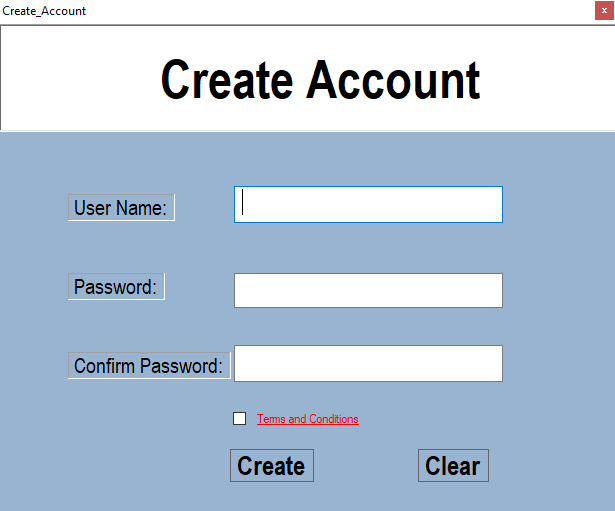 Create_Account
x
Create Account
User Name:
Password:
Confirm Password:
Terms and Conditions
Create Clear